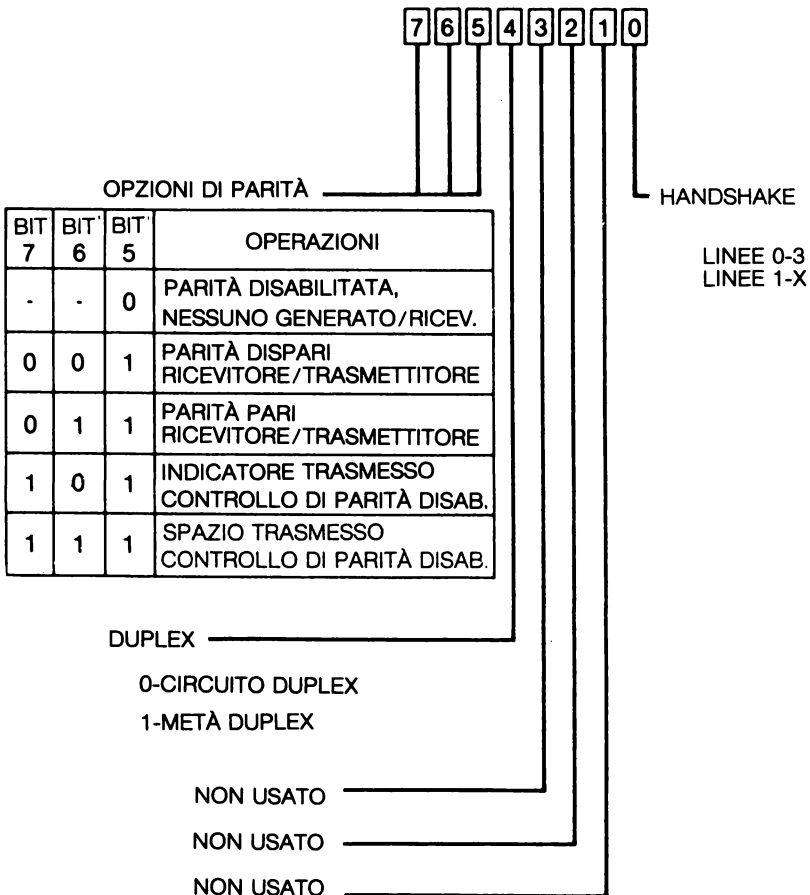 7 6 5 4 3 2 1 0
OPZIONI DI PARITÀ
HANDSHAKE
LINEE 0-3
LINEE 1-X
BIT 7 BIT 6 BIT 5 OPERAZIONI
- - 0 PARITÀ DISABILITATA,
NESSUNO GENERATO/RICEV.
0 0 1 PARITÀ DISPARI
RICEVITORE/TRASMETTITORE
0 1 1 PARITÀ PARI
RICEVITORE/TRASMETTITORE
1 0 1 INDICATORE TRASMESSO
CONTROLLO DI PARITÀ DISAB.
1 1 1 SPAZIO TRASMESSO
CONTROLLO DI PARITÀ DISAB.
DUPLEX
0-CIRCUITO DUPLEX
1-METÀ DUPLEX
NON USATO
NON USATO
NON USATO